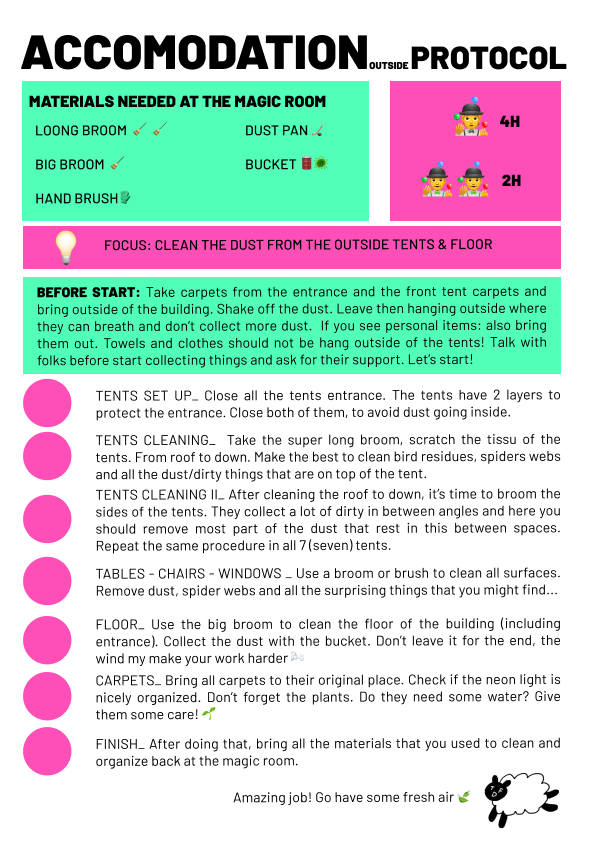 ACCOMODATION OUTSIDE PROTOCOL
MATERIALS NEEDED AT THE MAGIC ROOM
LOONG BROOM
DUST PAN
BIG BROOM
BUCKET
HAND BRUSH
4H
2H
FOCUS: CLEAN THE DUST FROM THE OUTSIDE TENTS & FLOOR
BEFORE START: Take carpets from the entrance and the front tent carpets and
bring outside of the building. Shake off the dust. Leave then hanging outside where
they can breath and don't collect more dust. If you see personal items: also bring
them out. Towels and clothes should not be hang outside of the tents! Talk with
folks before start collecting things and ask for their support. Let's start!
TENTS SET UP_ Close all the tents entrance. The tents have 2 layers to
protect the entrance. Close both of them, to avoid dust going inside.
TENTS CLEANING_ Take the super long broom, scratch the tissu of the
tents. From roof to down. Make the best to clean bird residues, spiders webs
and all the dust/dirty things that are on top of the tent.
TENTS CLEANING II_ After cleaning the roof to down, it's time to broom the
sides of the tents. They collect a lot of dirty in between angles and here you
should remove most part of the dust that rest in this between spaces.
Repeat the same procedure in all 7 (seven) tents.
TABLES - CHAIRS - WINDOWS _ Use a broom or brush to clean all surfaces.
Remove dust, spider webs and all the surprising things that you might find...
FLOOR_ Use the big broom to clean the floor of the building (including
entrance). Collect the dust with the bucket. Don't leave it for the end, the
wind my make your work harder
CARPETS_ Bring all carpets to their original place. Check if the neon light is
nicely organized. Don't forget the plants. Do they need some water? Give
them some care!
FINISH_ After doing that, bring all the materials that you used to clean and
organize back at the magic room.
Amazing job! Go have some fresh air